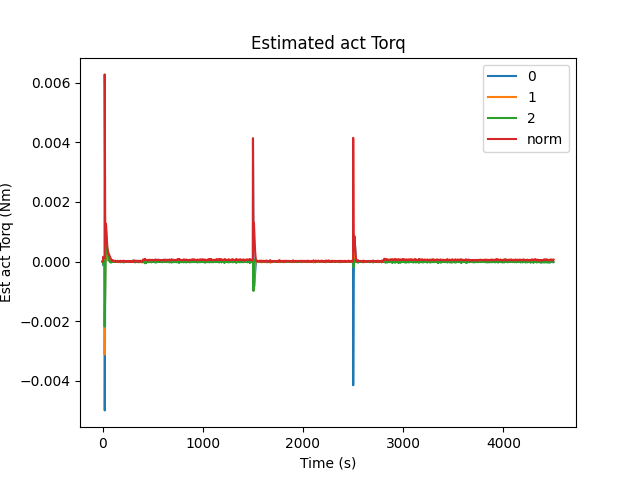 Estimated act Torq
Est act Torq (Nm)
0.006
0.004
0.002
0.000
−0.002
−0.004
0
1
2
norm
0 1000 2000 3000 4000
Time (s)